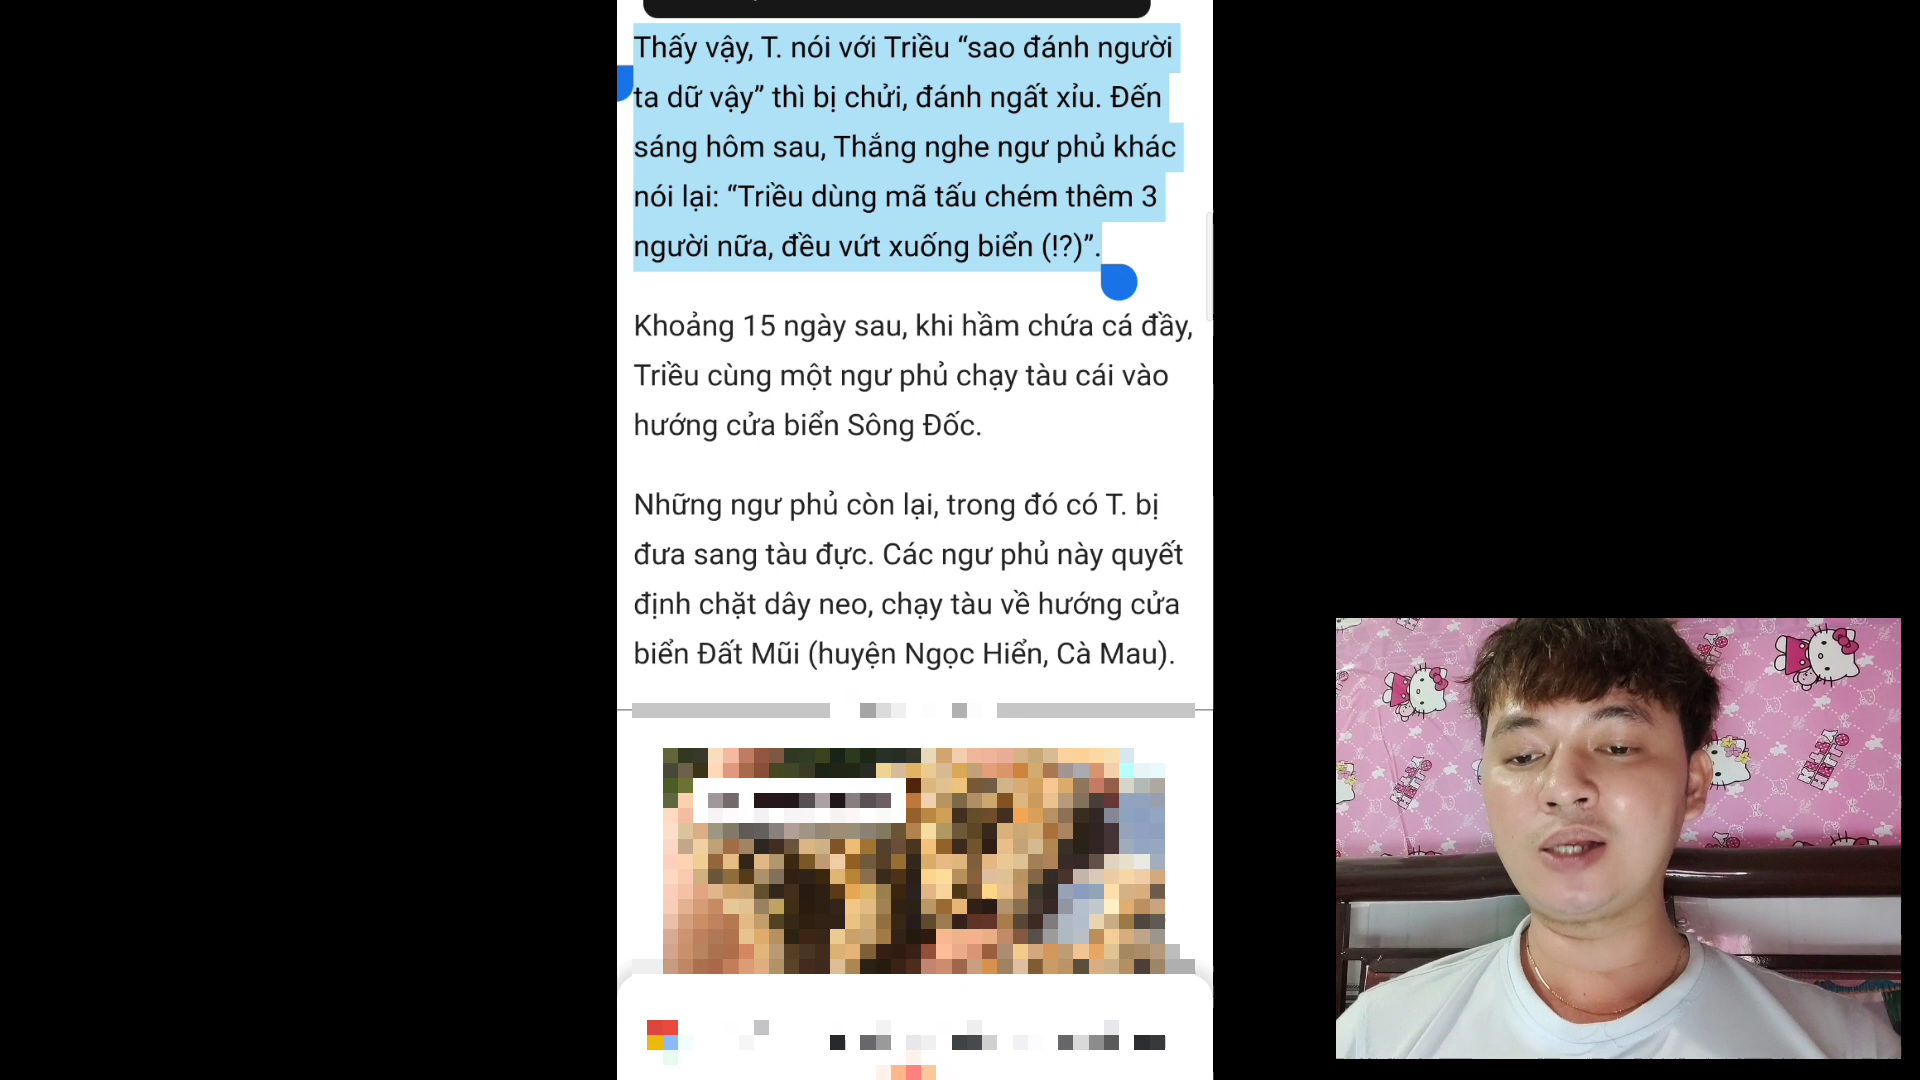 Thấy vậy, T. nói với Triều “sao đánh người
ta dữ vậy” thì bị chửi, đánh ngất xỉu. Đến
sáng hôm sau, Thắng nghe ngư phủ khác
nói lại: “Triều dùng mã tấu chém thêm 3
người nữa, đều vứt xuống biển (!?)”.
Khoảng 15 ngày sau, khi hầm chứa cá đầy,
Triều cùng một ngư phủ chạy tàu cái vào
hướng cửa biển Sông Đốc.
Những ngư phủ còn lại, trong đó có T. bị
đưa sang tàu đực. Các ngư phủ này quyết
định chặt dây neo, chạy tàu về hướng cửa
biển Đất Mũi (huyện Ngọc Hiển, Cà Mau).